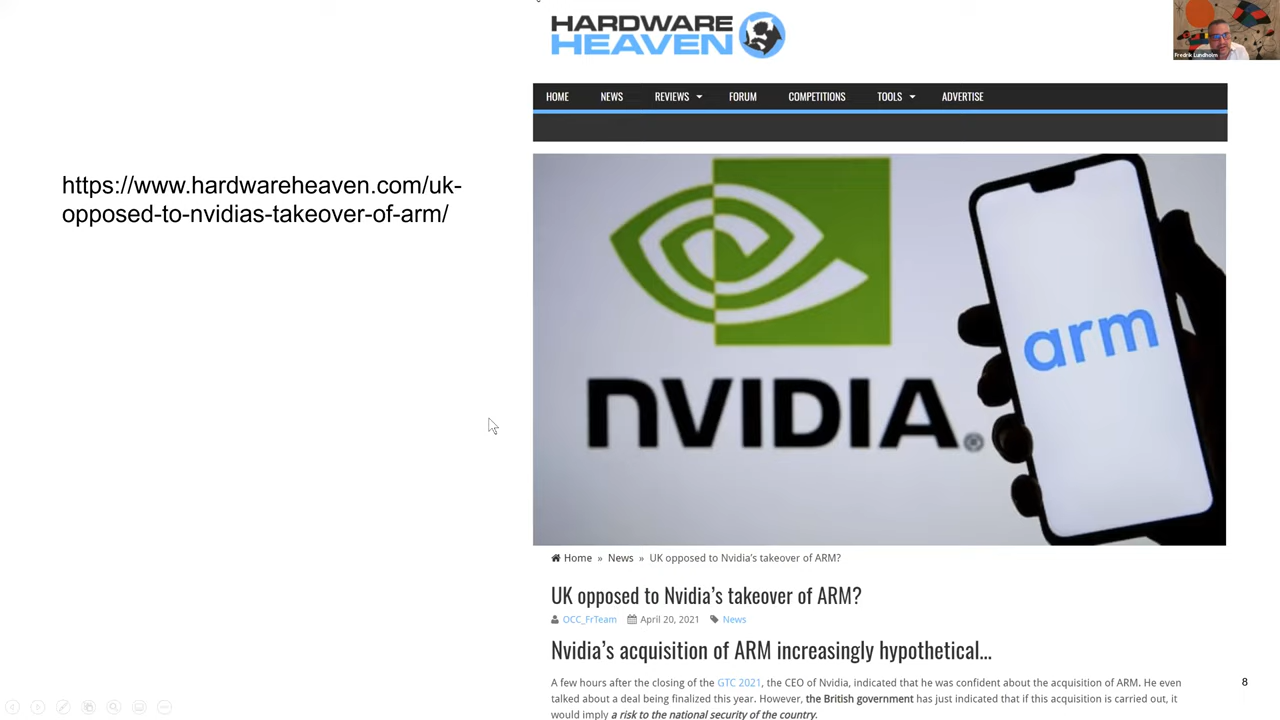 HARDWARE
HEAVEN
Fredrik Lundholm
HOME NEWS REVIEWS FORUM COMPETITIONS TOOLS ADVERTISE
https://www.hardwareheaven.com/uk-
opposed-to-nvidias-takeover-of-arm/
arm
NVIDIA
Home » News » UK opposed to Nvidia's takeover of ARM?
UK opposed to Nvidia's takeover of ARM?
OCC_FrTeam April 20, 2021 News
Nvidia's acquisition of ARM increasingly hypothetical...
A few hours after the closing of the GTC 2021, the CEO of Nvidia, indicated that he was confident about the acquisition of ARM. He even
talked about a deal being finalized this year. However, the British government has just indicated that if this acquisition is carried out, it
would imply a risk to the national security of the country.
8